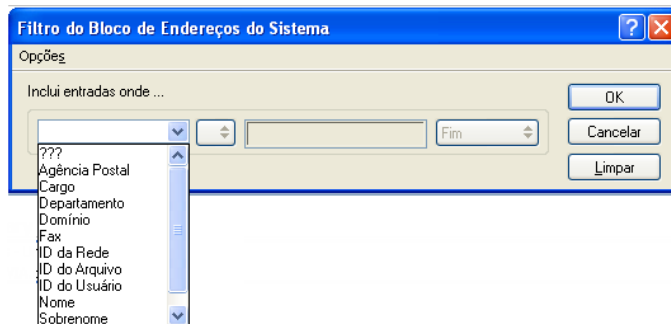 Filtro do Bloco de Endereços do Sistema
Opções
Inclui entradas onde ...
OK
Fim
Cancelar
Limpar
???
Agência Postal
Cargo
Departamento
Domínio
Fax
ID da Rede
ID do Arquivo
ID do Usuário
Nome
Sobrenome